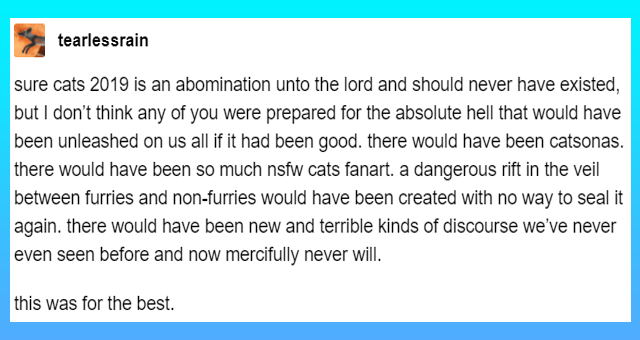 tearlessrain
sure cats 2019 is an abomination unto the lord and should never have existed,
but I don't think any of you were prepared for the absolute hell that would have
been unleashed on us all if it had been good. there would have been catsonas.
there would have been so much nsfw cats fanart. a dangerous rift in the veil
between furries and non-furries would have been created with no way to seal it
again. there would have been new and terrible kinds of discourse we've never
even seen before and now mercifully never will.
this was for the best.